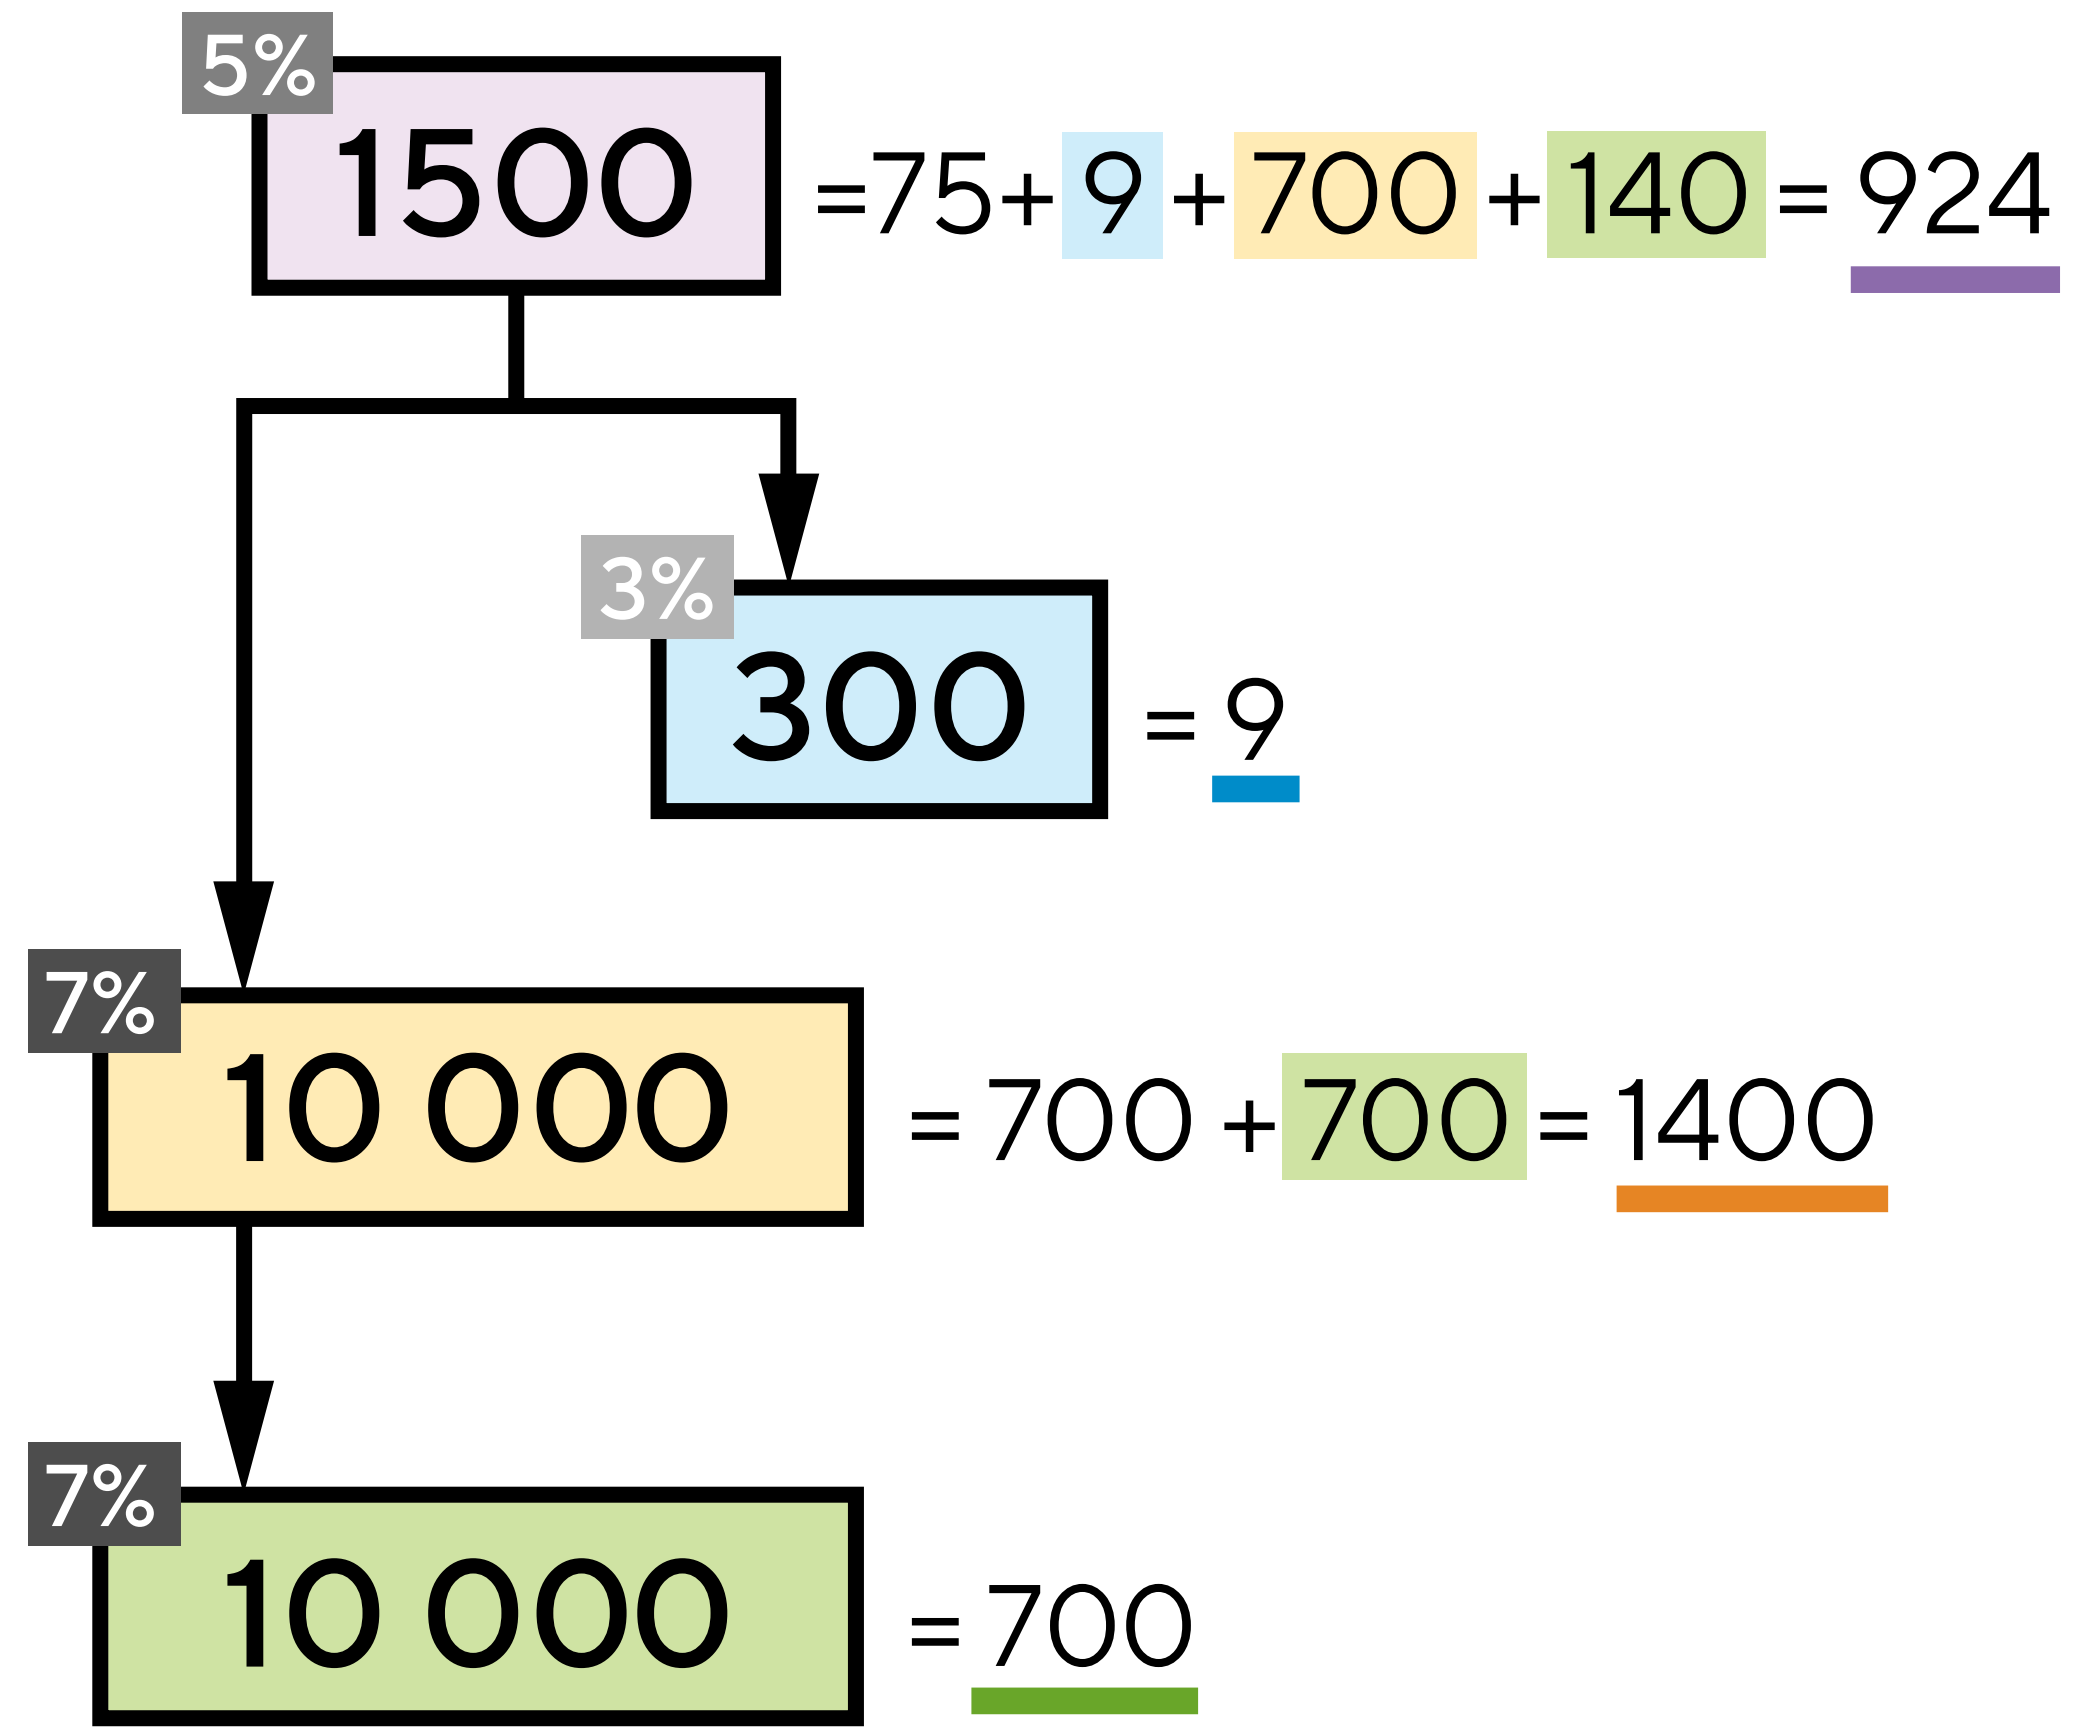 5%
1500 =75+ 9 + 700 + 140 = 924
3%
300 = 9
7%
10 000 = 700 + 700 = 1400
7%
10 000 = 700